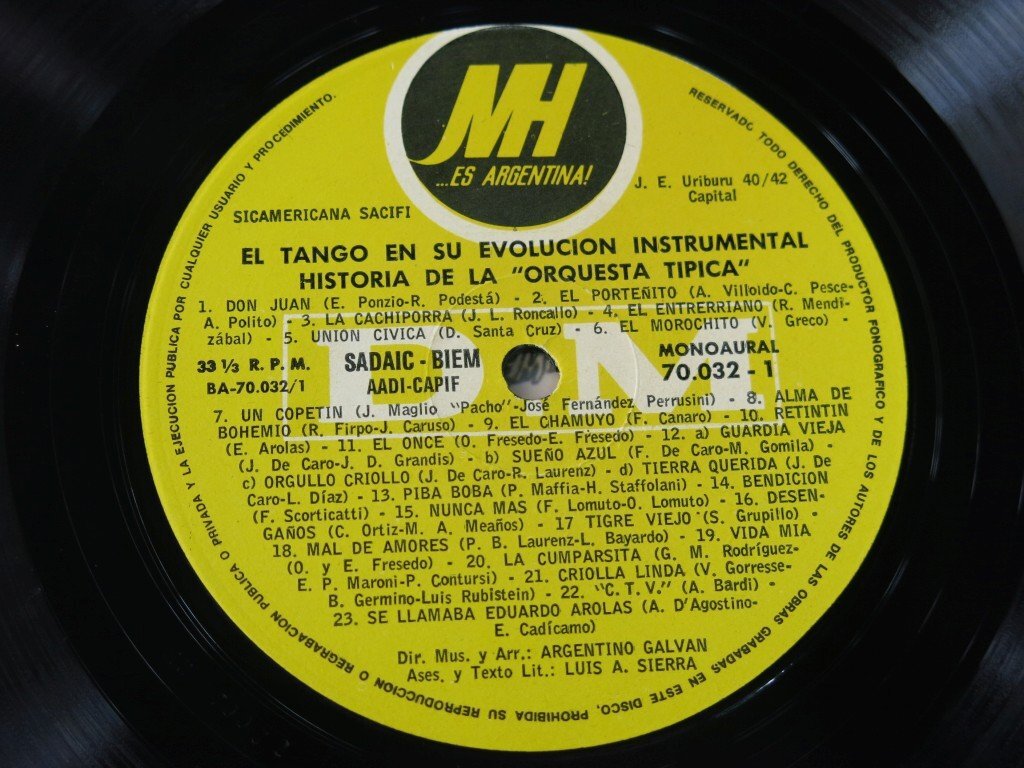 MH
...ES ARGENTINA!
J. E. Uriburu 40/42
Capital
SICAMERICANA SACIFI
EL TANGO EN SU EVOLUCION INSTRUMENTAL
HISTORIA DE LA "ORQUESTA TIPICA"
1. DON JUAN (E. Ponzio-R. Podestá) - 2. EL PORTEÑITO (A. Villoldo-C. Pesce-
A. Polito) - 3. LA CACHIPORRA (J. L. Roncallo) - 4. EL ENTRERRIANO (R. Mendi-
zábal) - 5. UNION CIVICA (D. Santa Cruz) - 6. EL MOROCHITO (V. Greco) -
DM
33 1/3 R. P. M.
BA-70.032/1
SADAIC - BIEM
AADI-CAPIF
MONOAURAL
70.032 - 1
7. UN COPETIN (J. Maglio "Pacho"-José Fernández Perrusini) - 8. ALMA DE
BOHEMIO (R. Firpo-J. Caruso) - 9. EL CHAMUYO (F. Canaro) - 10. RETINTIN
(E. Arolas) - 11. EL ONCE (O. Fresedo-E. Fresedo) - 12. a) GUARDIA VIEJA
(J. De Caro-J. D. Grandis) - b) SUEÑO AZUL (F. De Caro-M. Gomila) -
c) ORGULLO CRIOLLO (J. De Caro-R. Laurenz) - d) TIERRA QUERIDA (J. De
Caro-L. Díaz) - 13. PIBA BOBA (P. Maffia-H. Staffolani) - 14. BENDICION
(F. Scorticatti) - 15. NUNCA MAS (F. Lomuto-O. Lomuto) - 16. DESEN-
GAÑOS (C. Ortiz-M. A. Meaños) - 17 TIGRE VIEJO (S. Grupillo) -
18. MAL DE AMORES (P. B. Laurenz-L. Bayardo) - 19. VIDA MIA
(O. y E. Fresedo) - 20. LA CUMPARSITA (G. M. Rodríguez-
E. P. Maroni-P. Contursi) - 21. CRIOLLA LINDA (V. Gorresse-
B. Germino-Luis Rubistein) - 22. "C. T. V." (A. Bardi) -
23. SE LLAMABA EDUARDO AROLAS (A. D'Agostino-
E. Cadícamo)
Dir. Mus. y Arr.: ARGENTINO GALVAN
Ases. y Texto Lit.: LUIS A. SIERRA
RESERVADO TODO DERECHO DEL PRODUCTOR FONOGRAFICO Y DE LOS AUTORES DE LAS OBRAS GRABADAS EN ESTE DISCO, PROHIBIDA SU REPRODUCCION O REGRABACION PUBLICA O PRIVADA Y LA EJECUCION PUBLICA POR CUALQUIER USUARIO Y PROCEDIMIENTO.